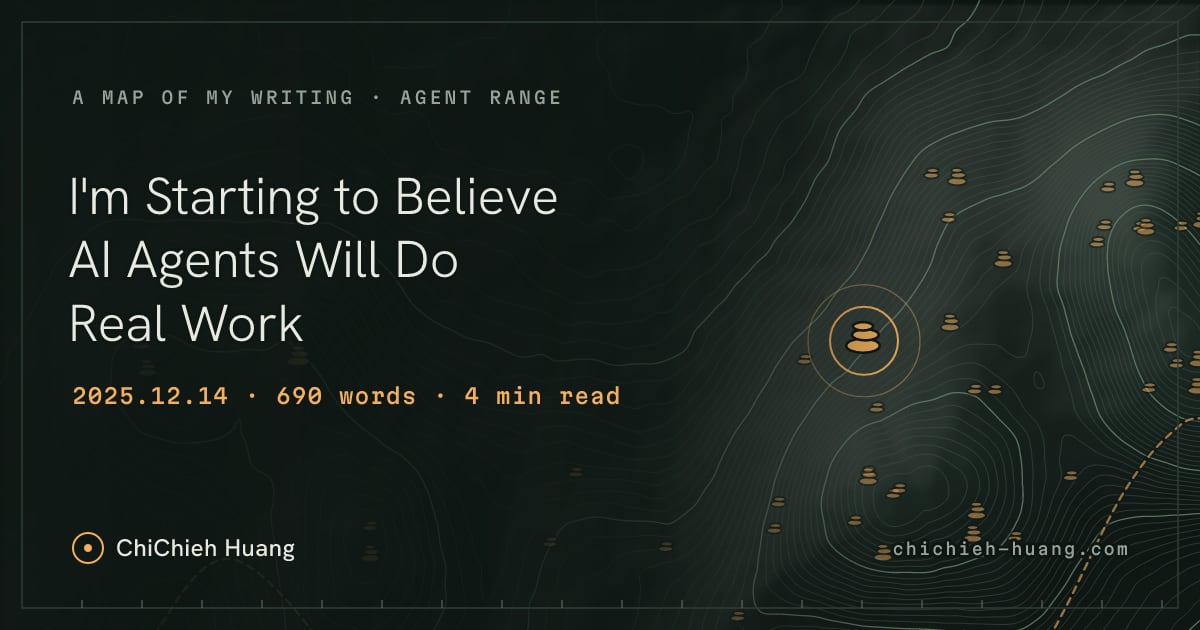 A MAP OF MY WRITING · AGENT RANGE
I'm Starting to Believe
AI Agents Will Do
Real Work
2025.12.14 · 690 words · 4 min read
ChiChieh Huang
chichieh-huang.com